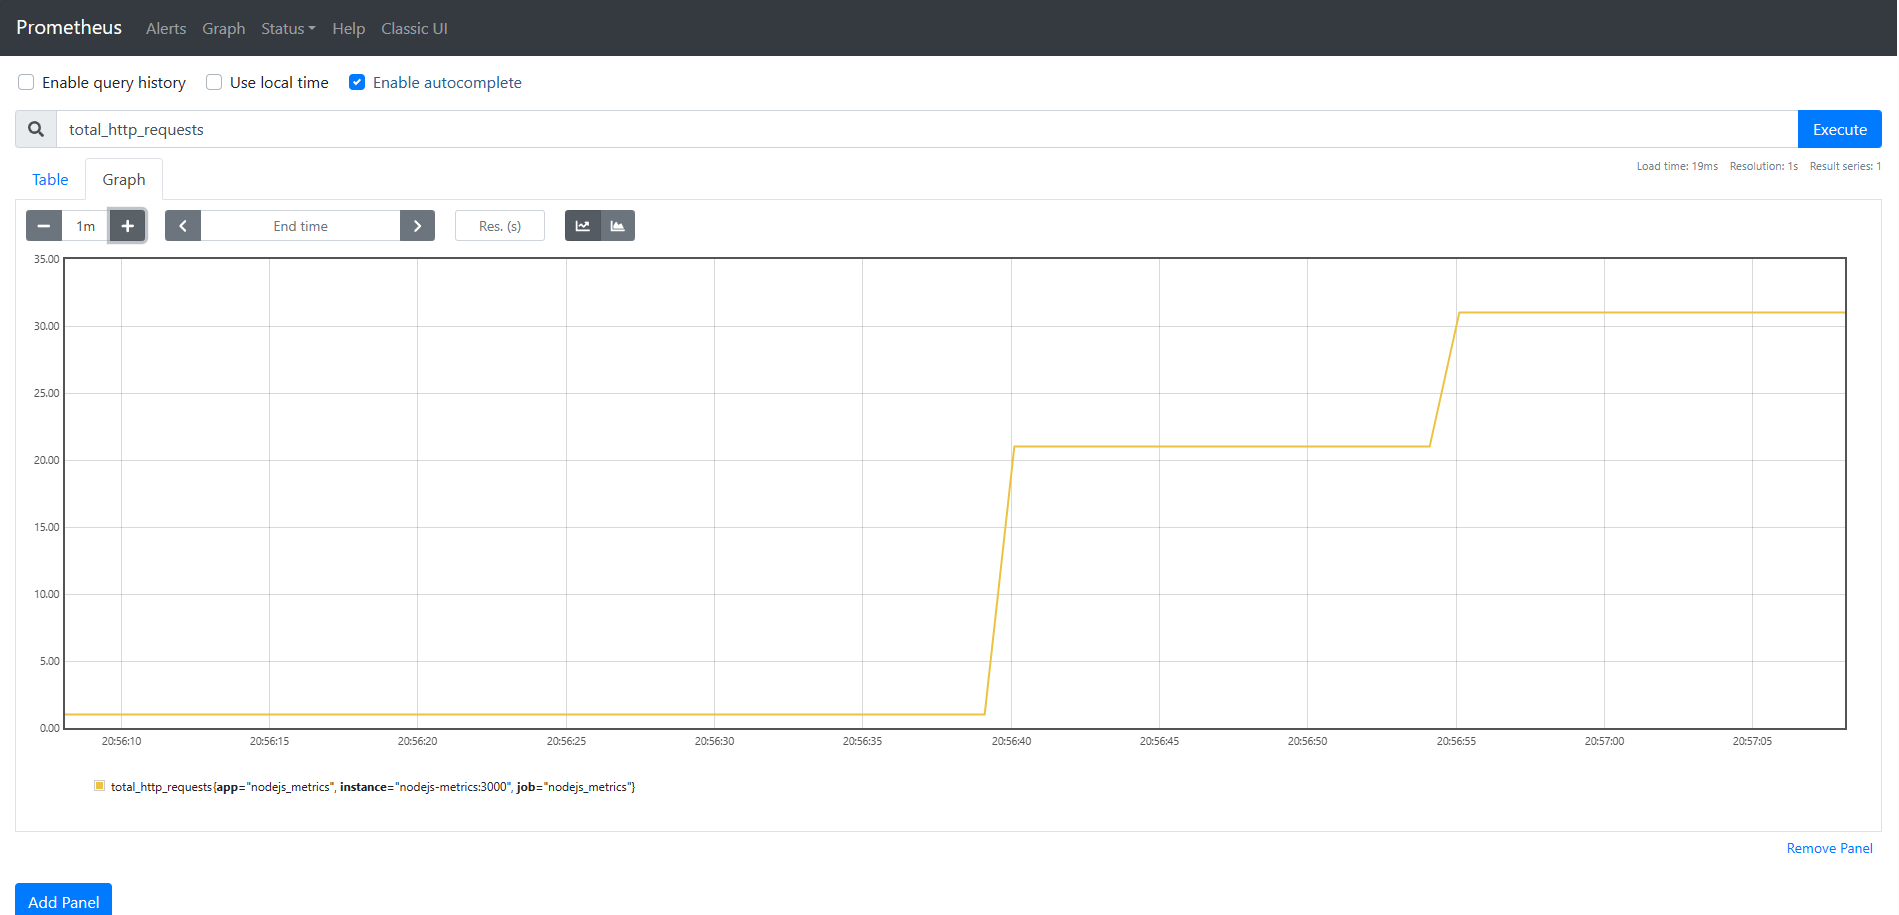 Prometheus Alerts Graph Status Help Classic UI
Enable query history Use local time Enable autocomplete
total_http_requests Execute
Load time: 19ms Resolution: 1s Result series: 1
Table Graph
1m End time Res. (s)
35.00
30.00
25.00
20.00
15.00
10.00
5.00
0.00
20:56:10 20:56:15 20:56:20 20:56:25 20:56:30 20:56:35 20:56:40 20:56:45 20:56:50 20:56:55 20:57:00 20:57:05
total_http_requests{app="nodejs_metrics", instance="nodejs-metrics:3000", job="nodejs_metrics"}
Remove Panel
Add Panel